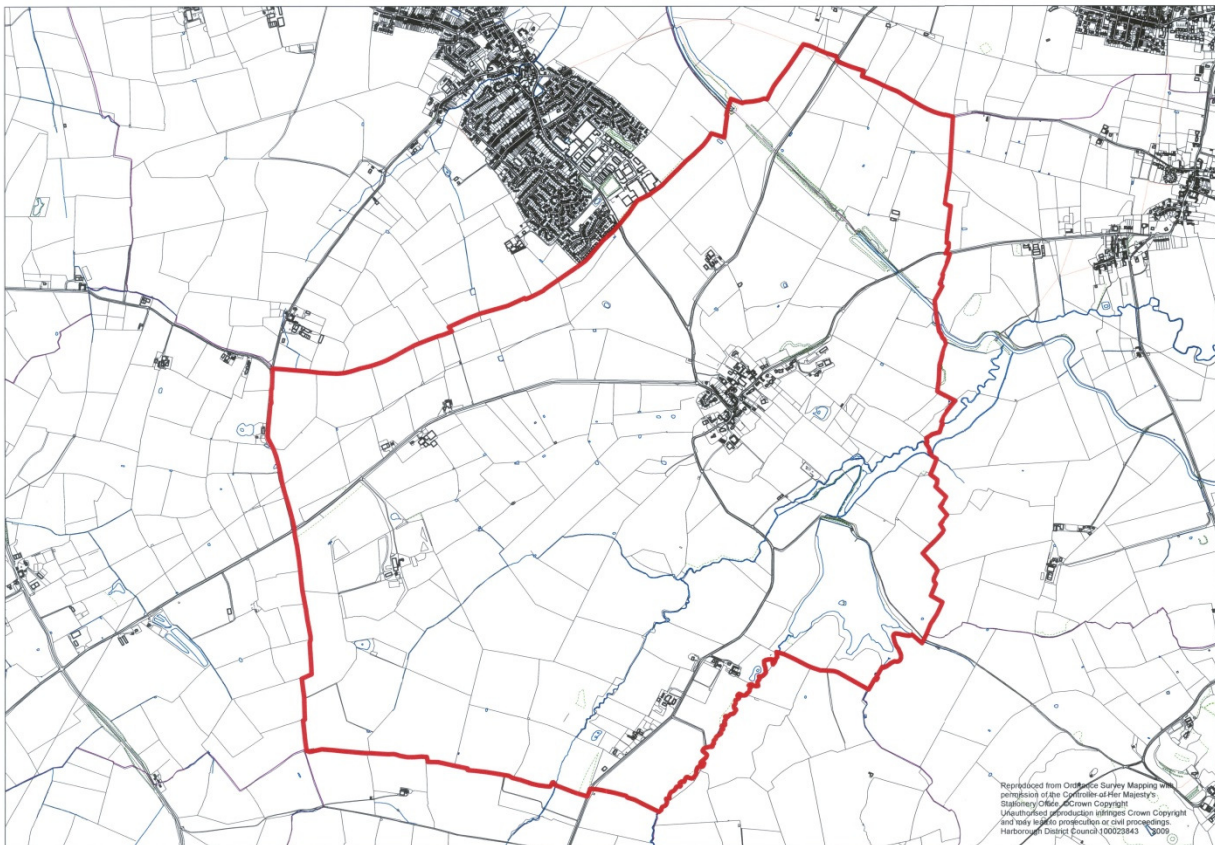 Reproduced from Ordnance Survey Mapping with
permission of the Controller of Her Majesty's
Stationery Office. ©Crown Copyright
Unauthorised reproduction infringes Crown Copyright
and may lead to prosecution or civil proceedings.
Harborough District Council 100023843 2009